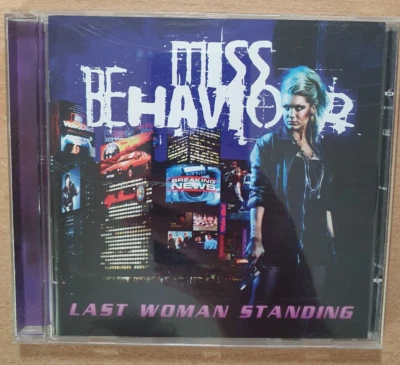 MISS
BEHAVIOUR
BREAKING
NEWS
LAST WOMAN STANDING